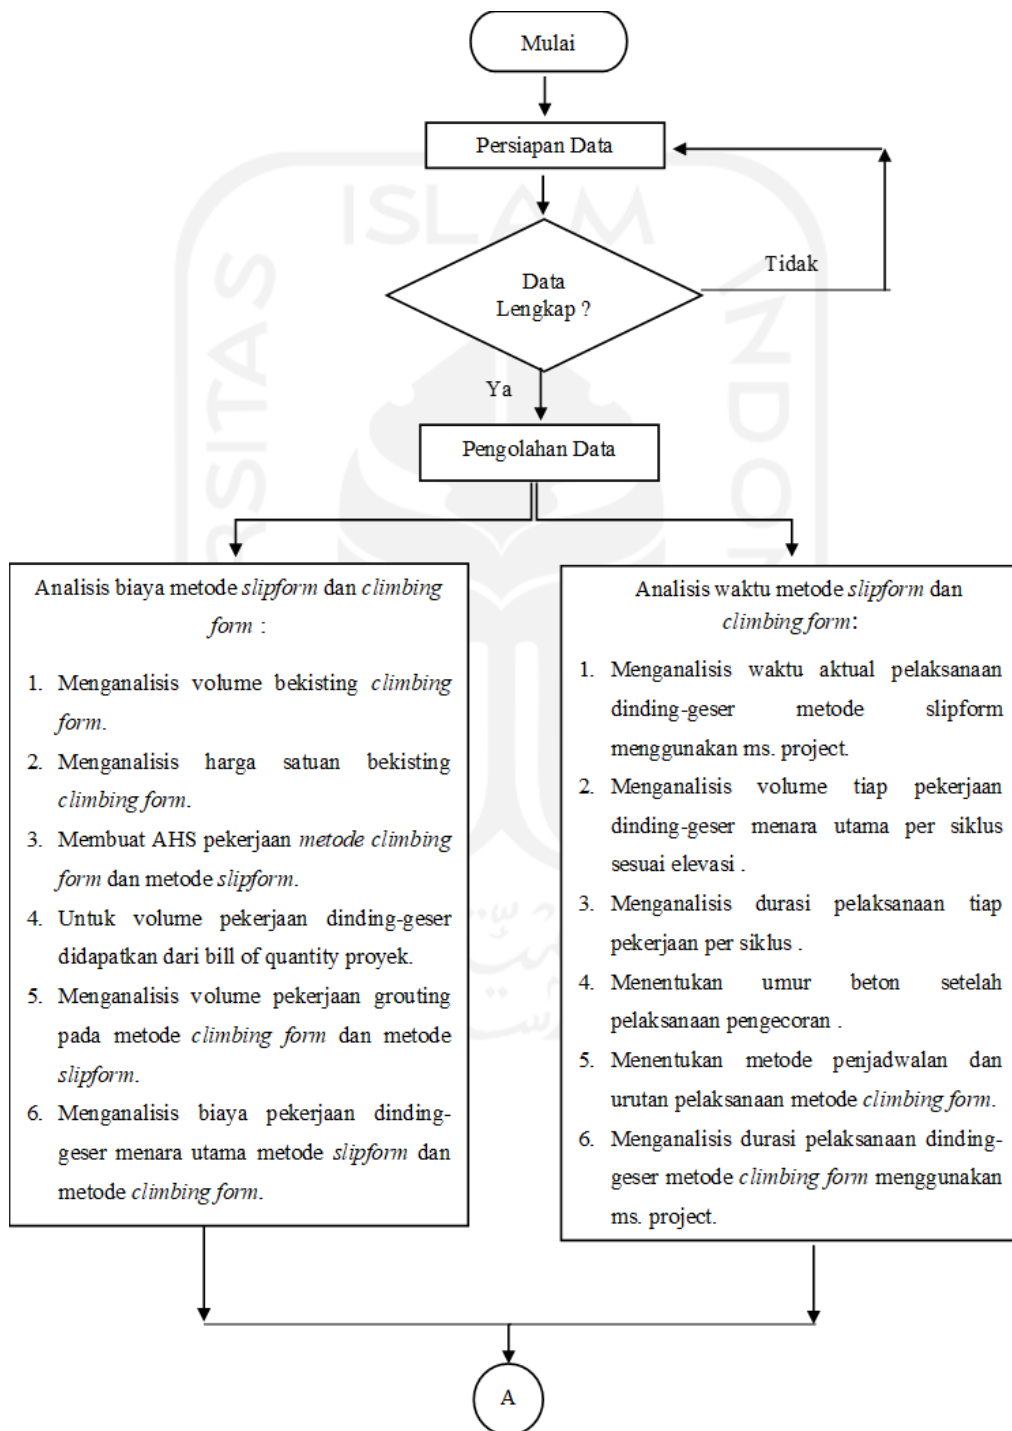 Mulai
Persiapan Data
ISLAM
Data
Lengkap ?
Tidak
Ya
Pengolahan Data
Analisis biaya metode slipform dan climbing
form :
1. Menganalisis volume bekisting climbing
form.
2. Menganalisis harga satuan bekisting
climbing form.
3. Membuat AHS pekerjaan metode climbing
form dan metode slipform.
4. Untuk volume pekerjaan dinding-geser
didapatkan dari bill of quantity proyek.
5. Menganalisis volume pekerjaan grouting
pada metode climbing form dan metode
slipform.
6. Menganalisis biaya pekerjaan dinding-
geser menara utama metode slipform dan
metode climbing form.
Analisis waktu metode slipform dan
climbing form:
1. Menganalisis waktu aktual pelaksanaan
dinding-geser metode slipform
menggunakan ms. project.
2. Menganalisis volume tiap pekerjaan
dinding-geser menara utama per siklus
sesuai elevasi .
3. Menganalisis durasi pelaksanaan tiap
pekerjaan per siklus .
4. Menentukan umur beton setelah
pelaksanaan pengecoran .
5. Menentukan metode penjadwalan dan
urutan pelaksanaan metode climbing form.
6. Menganalisis durasi pelaksanaan dinding-
geser metode climbing form menggunakan
ms. project.
A